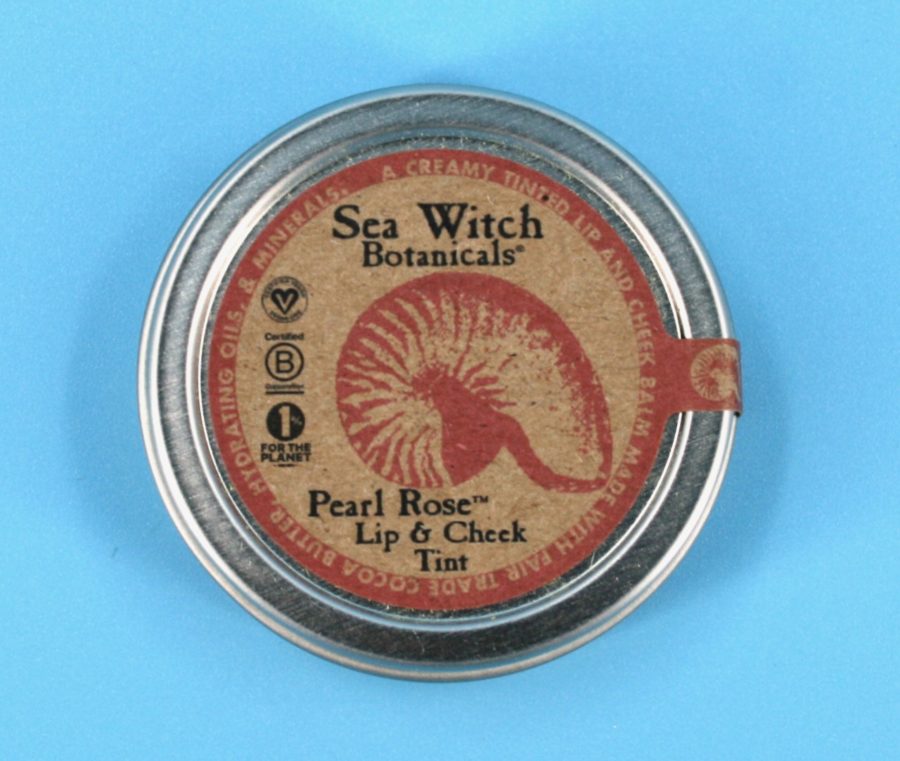 Sea Witch
Botanicals®
Certified
B
Corporation
1%
FOR THE
PLANET
Pearl Rose™
Lip & Cheek
Tint
A CREAMY TINTED LIP AND CHEEK BALM MADE WITH FAIR TRADE COCOA BUTTER, HYDRATING OILS, & MINERALS.